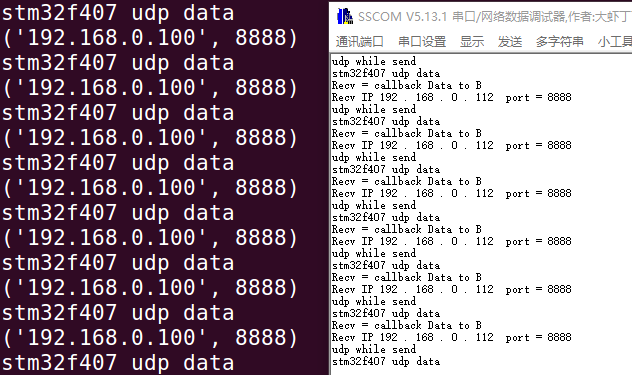 stm32f407 udp data
('192.168.0.100', 8888)
stm32f407 udp data
('192.168.0.100', 8888)
stm32f407 udp data
('192.168.0.100', 8888)
stm32f407 udp data
('192.168.0.100', 8888)
stm32f407 udp data
('192.168.0.100', 8888)
stm32f407 udp data
('192.168.0.100', 8888)
stm32f407 udp data
('192.168.0.100', 8888)
stm32f407 udp data
SSCOM V5.13.1 串口/网络数据调试器,作者:大虾丁
通讯端口 串口设置 显示 发送 多字符串 小工具
udp while send
stm32f407 udp data
Recv = callback Data to B
Recv IP 192 . 168 . 0 . 112 port = 8888
udp while send
stm32f407 udp data
Recv = callback Data to B
Recv IP 192 . 168 . 0 . 112 port = 8888
udp while send
stm32f407 udp data
Recv = callback Data to B
Recv IP 192 . 168 . 0 . 112 port = 8888
udp while send
stm32f407 udp data
Recv = callback Data to B
Recv IP 192 . 168 . 0 . 112 port = 8888
udp while send
stm32f407 udp data
Recv = callback Data to B
Recv IP 192 . 168 . 0 . 112 port = 8888
udp while send
stm32f407 udp data
Recv = callback Data to B
Recv IP 192 . 168 . 0 . 112 port = 8888
udp while send
stm32f407 udp data